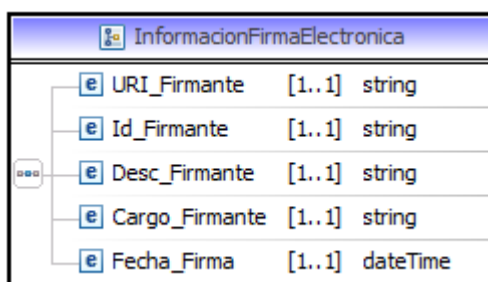 InformacionFirmaElectronica
e URI_Firmante [1..1] string
e Id_Firmante [1..1] string
e Desc_Firmante [1..1] string
e Cargo_Firmante [1..1] string
e Fecha_Firma [1..1] dateTime